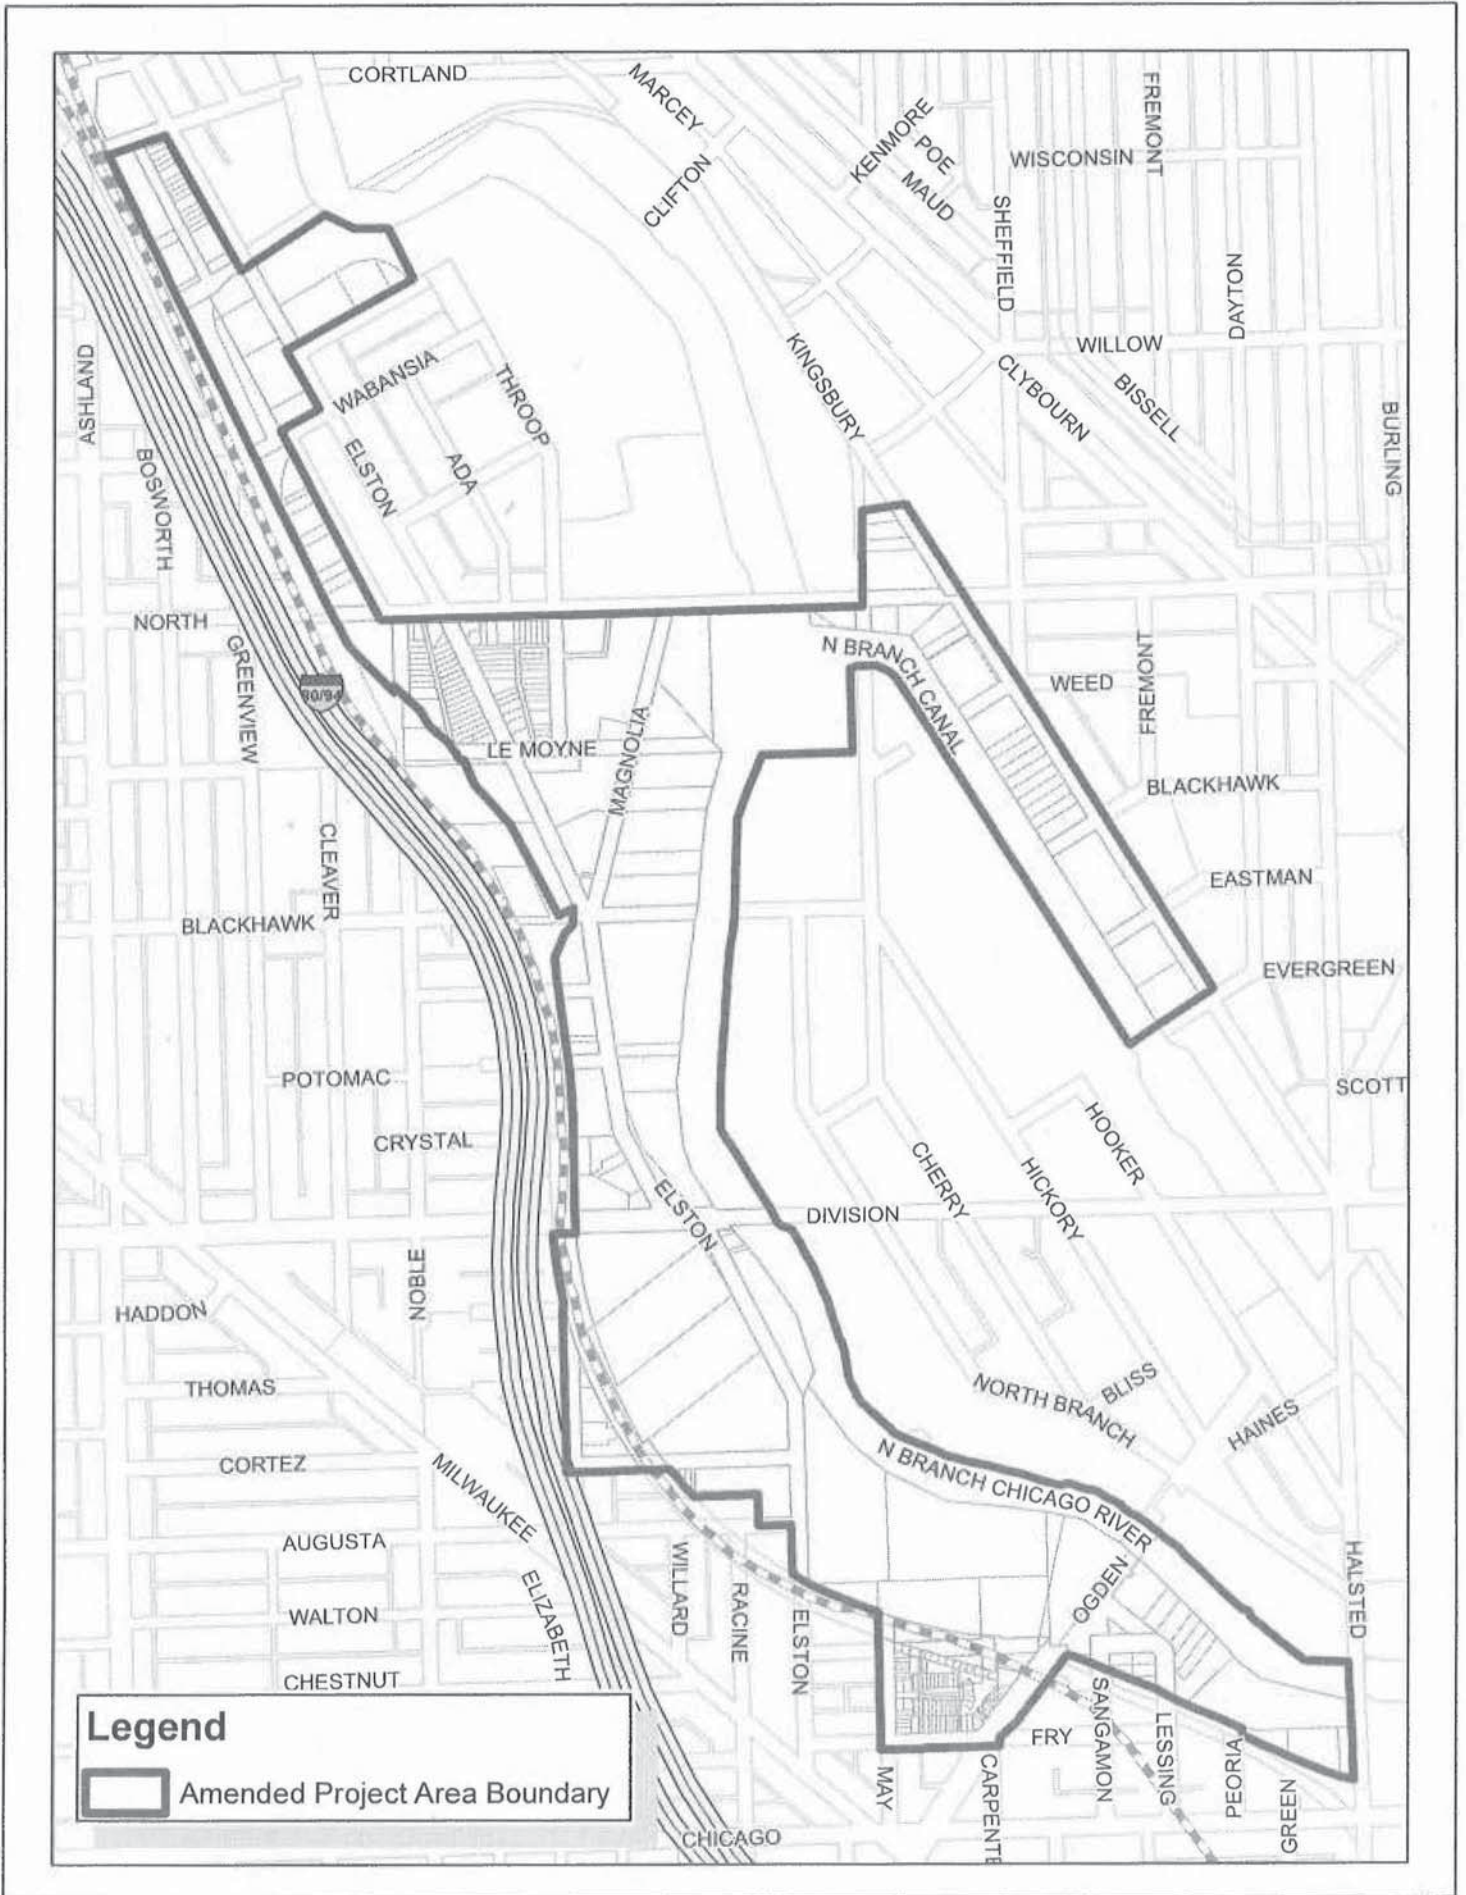 CORTLAND
MARCEY
FREMONT
KENMORE
POE
WISCONSIN
MAUD
CLIFTON
SHEFFIELD
DAYTON
KINGSBURY
WILLOW
CLYBOURN
BISSELL
BURLING
ASHLAND
WABANSIA
THROOP
ELSTON
ADA
BOSWORTH
NORTH
GREENVIEW
90/94
N BRANCH CANAL
WEED
FREMONT
LE MOYNE
MAGNOLIA
BLACKHAWK
CLEAVER
EASTMAN
BLACKHAWK
EVERGREEN
POTOMAC
SCOTT
CRYSTAL
HOOKER
CHERRY
HICKORY
ELSTON
DIVISION
NOBLE
HADDON
THOMAS
NORTH BRANCH
BLISS
HAINES
CORTEZ
MILWAUKEE
N BRANCH CHICAGO RIVER
AUGUSTA
WILLARD
RACINE
ELIZABETH
OGDEN
HALSTED
WALTON
ELSTON
CHESTNUT
Legend
Amended Project Area Boundary
FRY
SANGAMON
LESSING
PEORIA
GREEN
MAY
CARPENTE
CHICAGO